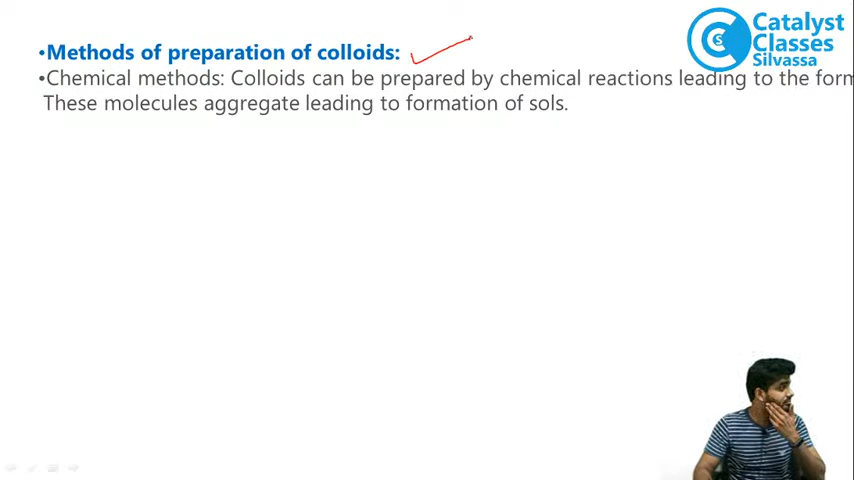 •Methods of preparation of colloids:
•Chemical methods: Colloids can be prepared by chemical reactions leading to the form
These molecules aggregate leading to formation of sols.
Catalyst
Classes
Silvassa